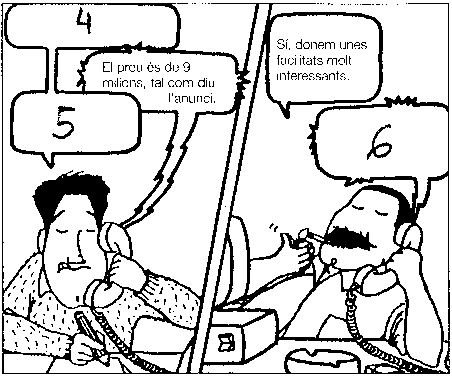 4
El preu és de 9
milions, tal com diu
l'anunci.
5
Sí, donem unes
facilitats molt
interessants.
6